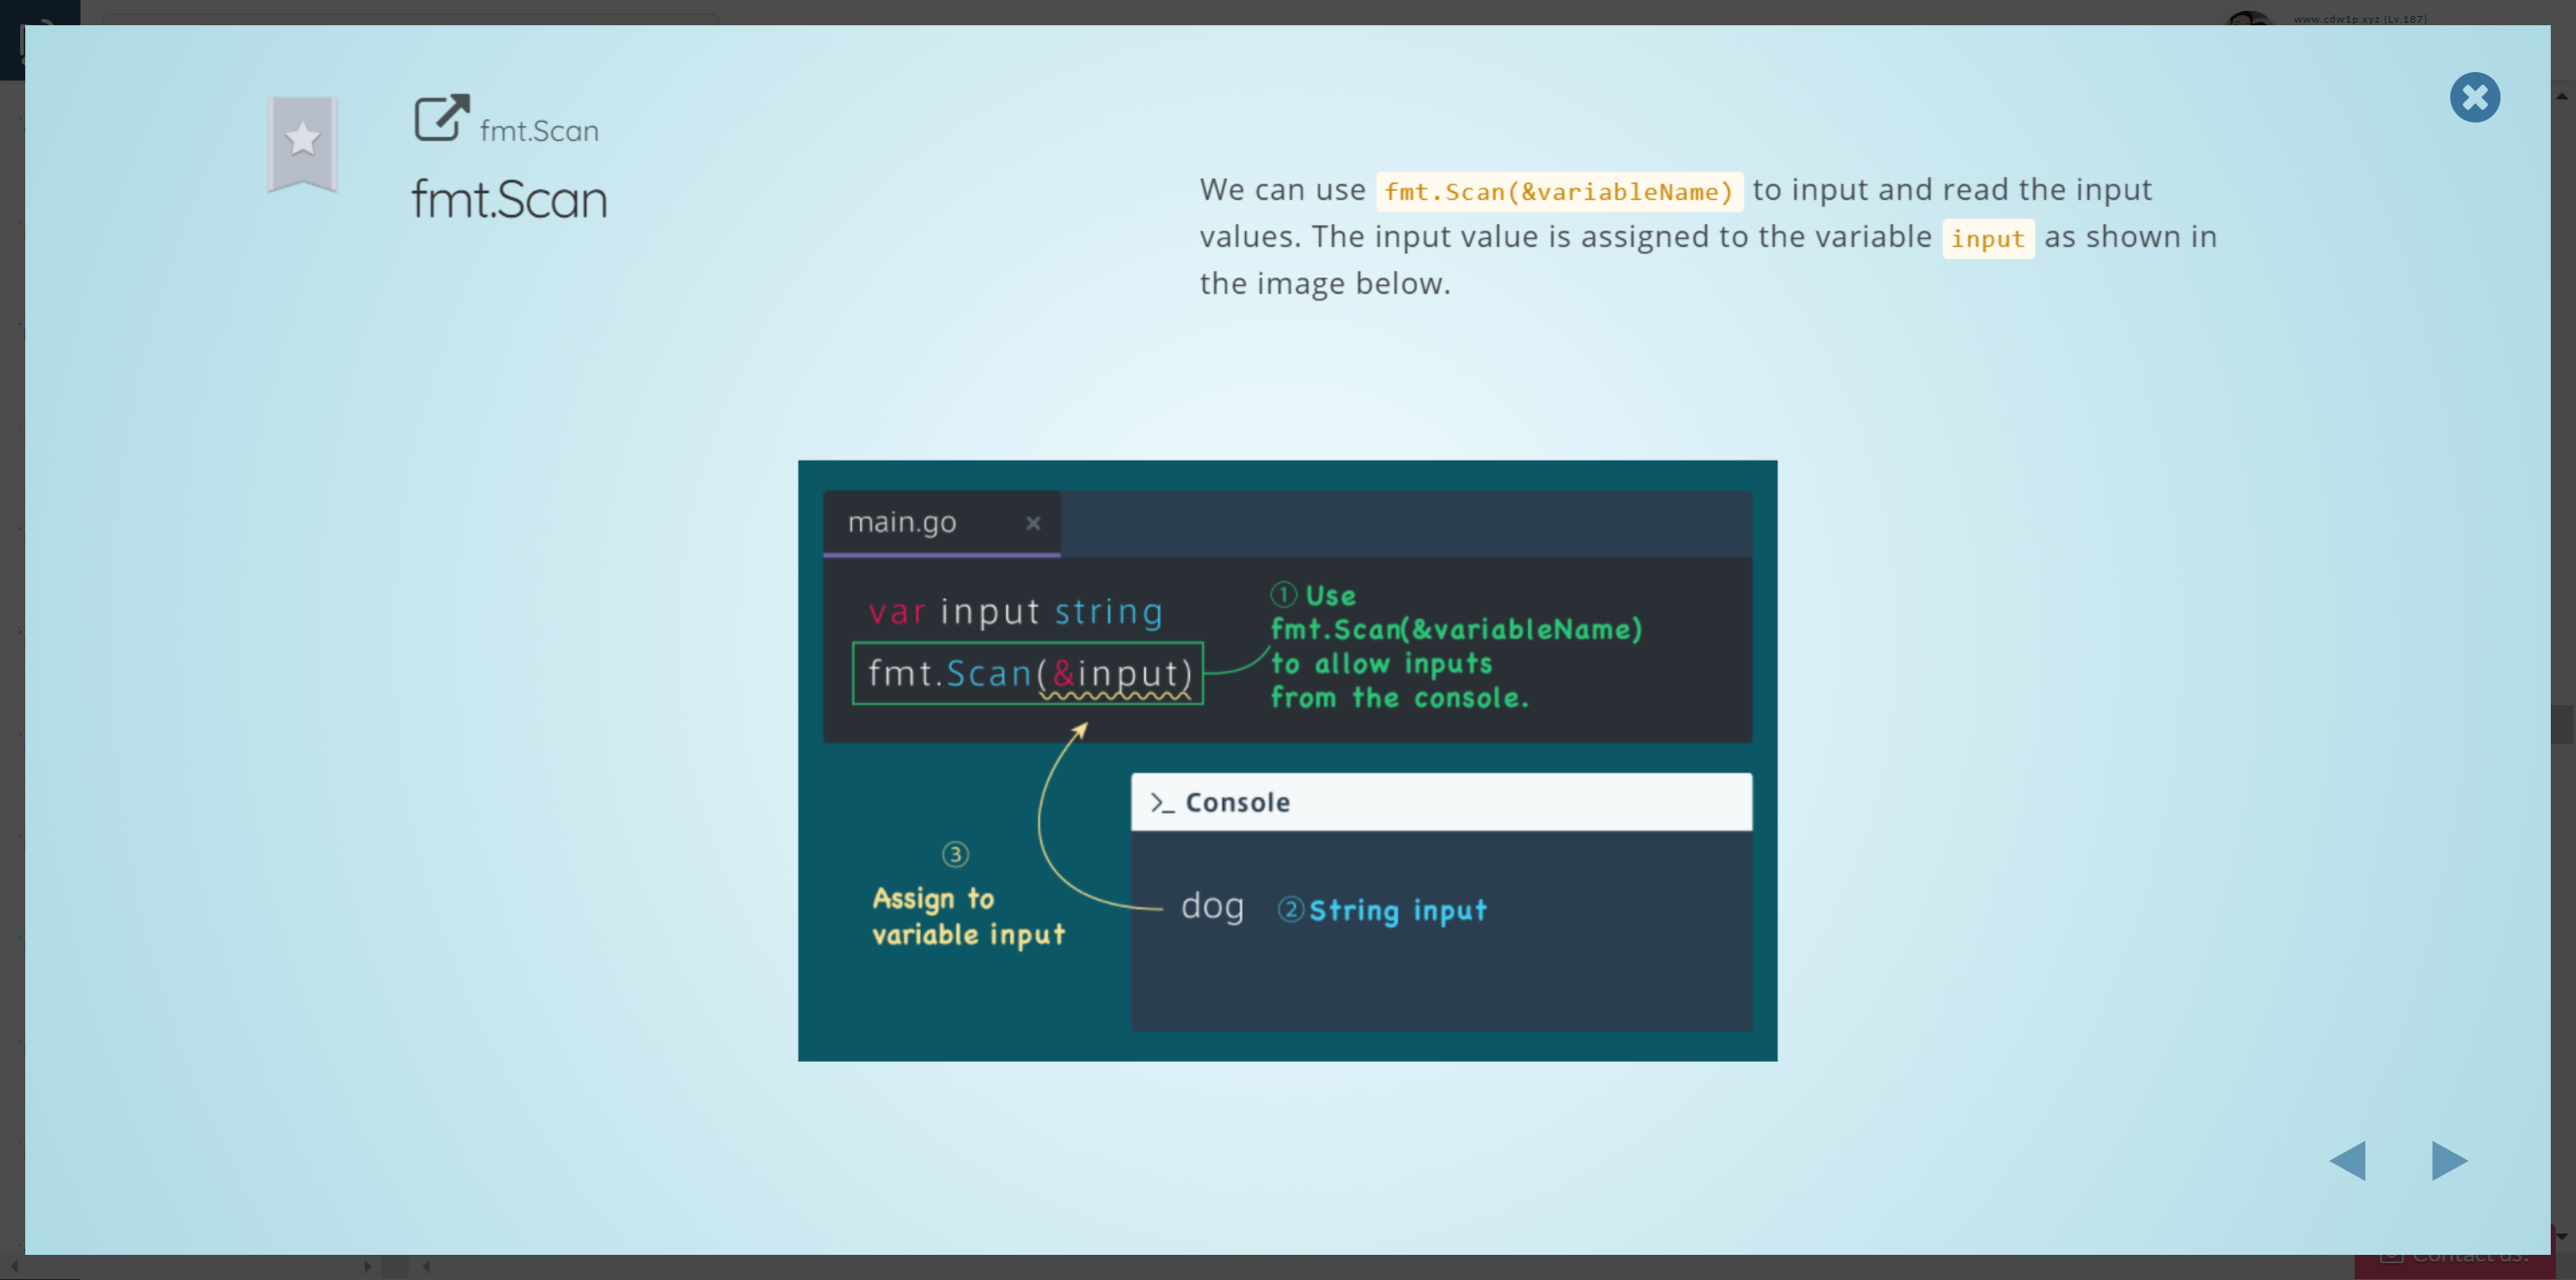 www.cdw1p.xyz (Lv.187)
fmt.Scan
fmt.Scan
We can use fmt.Scan(&variableName) to input and read the input
values. The input value is assigned to the variable input as shown in
the image below.
main.go
var input string
fmt.Scan(&input)
① Use
fmt.Scan(&variableName)
to allow inputs
from the console.
>_ Console
dog ② String input
③
Assign to
variable input
Contact us!